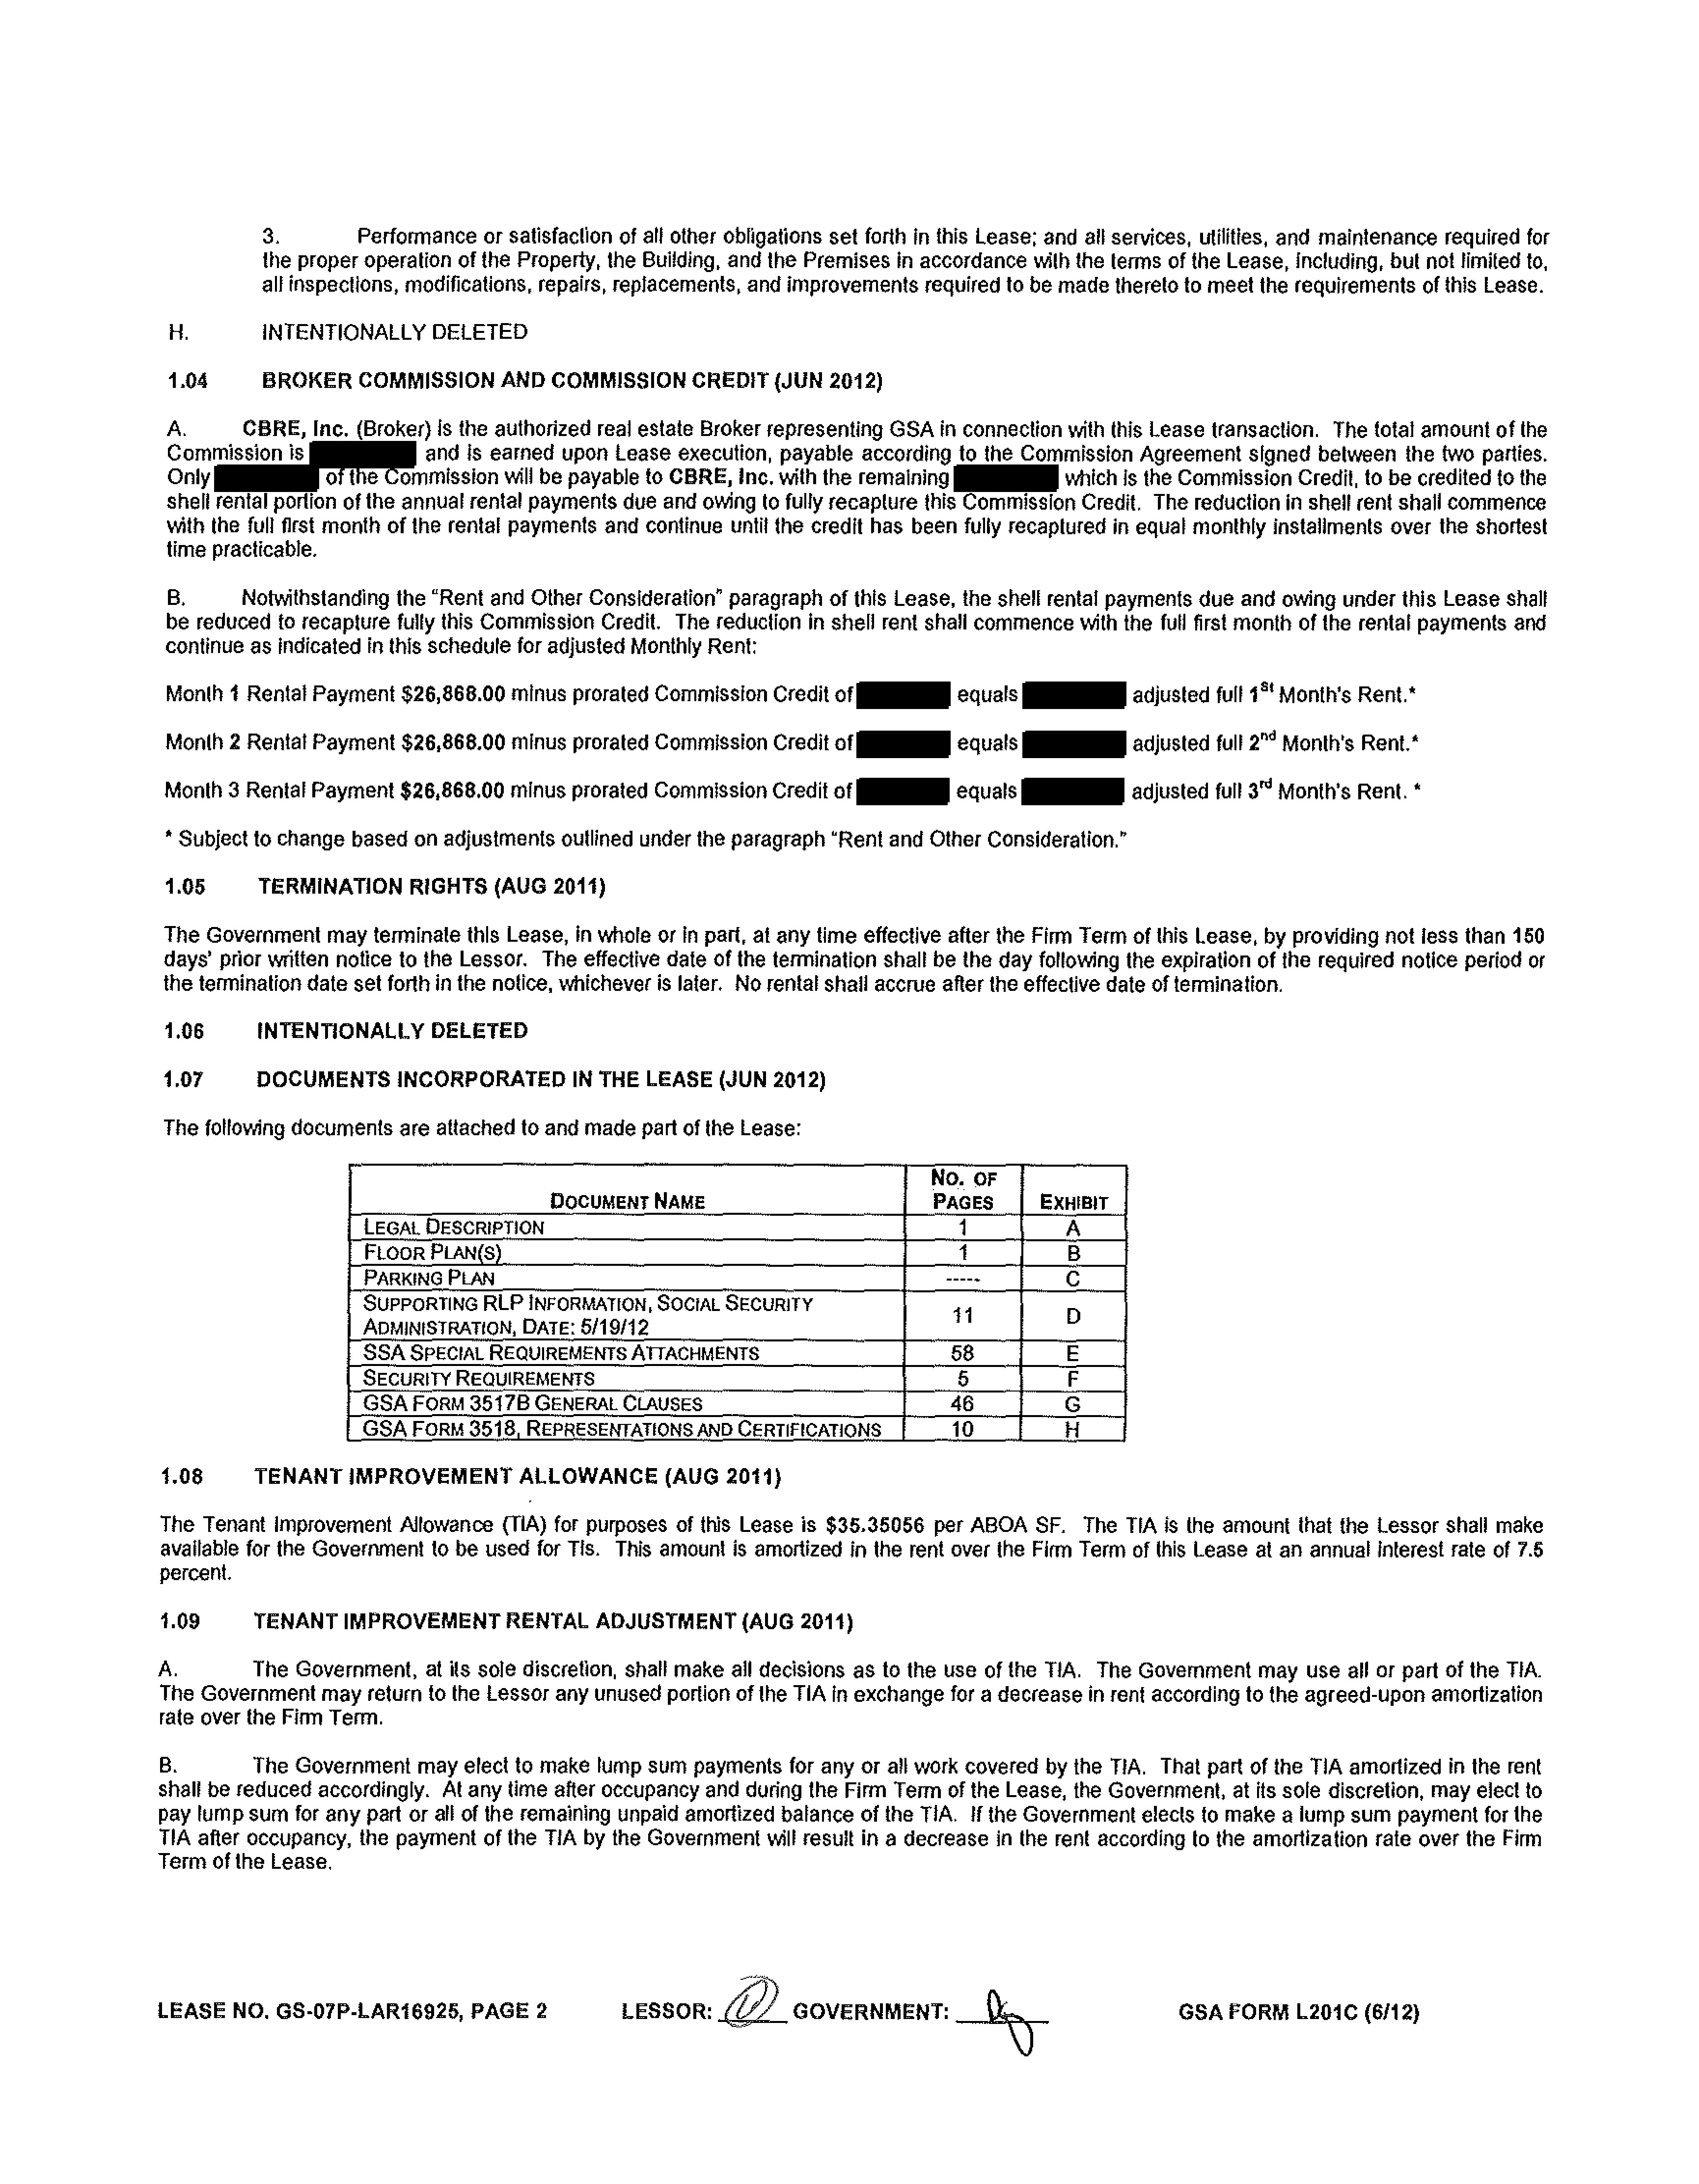 3. Performance or satisfaction of all other obligations set forth in this Lease; and all services, utilities, and maintenance required for
the proper operation of the Property, the Building, and the Premises in accordance with the terms of the Lease, including, but not limited to,
all inspections, modifications, repairs, replacements, and improvements required to be made thereto to meet the requirements of this Lease.
H. INTENTIONALLY DELETED
1.04 BROKER COMMISSION AND COMMISSION CREDIT (JUN 2012)
A. CBRE, Inc. (Broker) is the authorized real estate Broker representing GSA in connection with this Lease transaction. The total amount of the
Commission is and is earned upon Lease execution, payable according to the Commission Agreement signed between the two parties.
Only of the Commission will be payable to CBRE, Inc. with the remaining which is the Commission Credit, to be credited to the
shell rental portion of the annual rental payments due and owing to fully recapture this Commission Credit. The reduction in shell rent shall commence
with the full first month of the rental payments and continue until the credit has been fully recaptured in equal monthly installments over the shortest
time practicable.
B. Notwithstanding the "Rent and Other Consideration" paragraph of this Lease, the shell rental payments due and owing under this Lease shall
be reduced to recapture fully this Commission Credit. The reduction in shell rent shall commence with the full first month of the rental payments and
continue as indicated in this schedule for adjusted Monthly Rent:
Month 1 Rental Payment $26,868.00 minus prorated Commission Credit of equals adjusted full 1st Month's Rent.*
Month 2 Rental Payment $26,868.00 minus prorated Commission Credit of equals adjusted full 2nd Month's Rent.*
Month 3 Rental Payment $26,868.00 minus prorated Commission Credit of equals adjusted full 3rd Month's Rent. *
* Subject to change based on adjustments outlined under the paragraph "Rent and Other Consideration."
1.05 TERMINATION RIGHTS (AUG 2011)
The Government may terminate this Lease, in whole or in part, at any time effective after the Firm Term of this Lease, by providing not less than 150
days' prior written notice to the Lessor. The effective date of the termination shall be the day following the expiration of the required notice period or
the termination date set forth in the notice, whichever is later. No rental shall accrue after the effective date of termination.
1.06 INTENTIONALLY DELETED
1.07 DOCUMENTS INCORPORATED IN THE LEASE (JUN 2012)
The following documents are attached to and made part of the Lease:
DOCUMENT NAME NO. OF PAGES EXHIBIT
LEGAL DESCRIPTION 1 A
FLOOR PLAN(S) 1 B
PARKING PLAN ----- C
SUPPORTING RLP INFORMATION, SOCIAL SECURITY
ADMINISTRATION, DATE: 5/19/12 11 D
SSA SPECIAL REQUIREMENTS ATTACHMENTS 58 E
SECURITY REQUIREMENTS 5 F
GSA FORM 3517B GENERAL CLAUSES 46 G
GSA FORM 3518, REPRESENTATIONS AND CERTIFICATIONS 10 H
1.08 TENANT IMPROVEMENT ALLOWANCE (AUG 2011)
The Tenant Improvement Allowance (TIA) for purposes of this Lease is $35.35056 per ABOA SF. The TIA is the amount that the Lessor shall make
available for the Government to be used for TIs. This amount is amortized in the rent over the Firm Term of this Lease at an annual interest rate of 7.5
percent.
1.09 TENANT IMPROVEMENT RENTAL ADJUSTMENT (AUG 2011)
A. The Government, at its sole discretion, shall make all decisions as to the use of the TIA. The Government may use all or part of the TIA.
The Government may return to the Lessor any unused portion of the TIA in exchange for a decrease in rent according to the agreed-upon amortization
rate over the Firm Term.
B. The Government may elect to make lump sum payments for any or all work covered by the TIA. That part of the TIA amortized in the rent
shall be reduced accordingly. At any time after occupancy and during the Firm Term of the Lease, the Government, at its sole discretion, may elect to
pay lump sum for any part or all of the remaining unpaid amortized balance of the TIA. If the Government elects to make a lump sum payment for the
TIA after occupancy, the payment of the TIA by the Government will result in a decrease in the rent according to the amortization rate over the Firm
Term of the Lease.
LEASE NO. GS-07P-LAR16925, PAGE 2 LESSOR: GOVERNMENT: GSA FORM L201C (6/12)